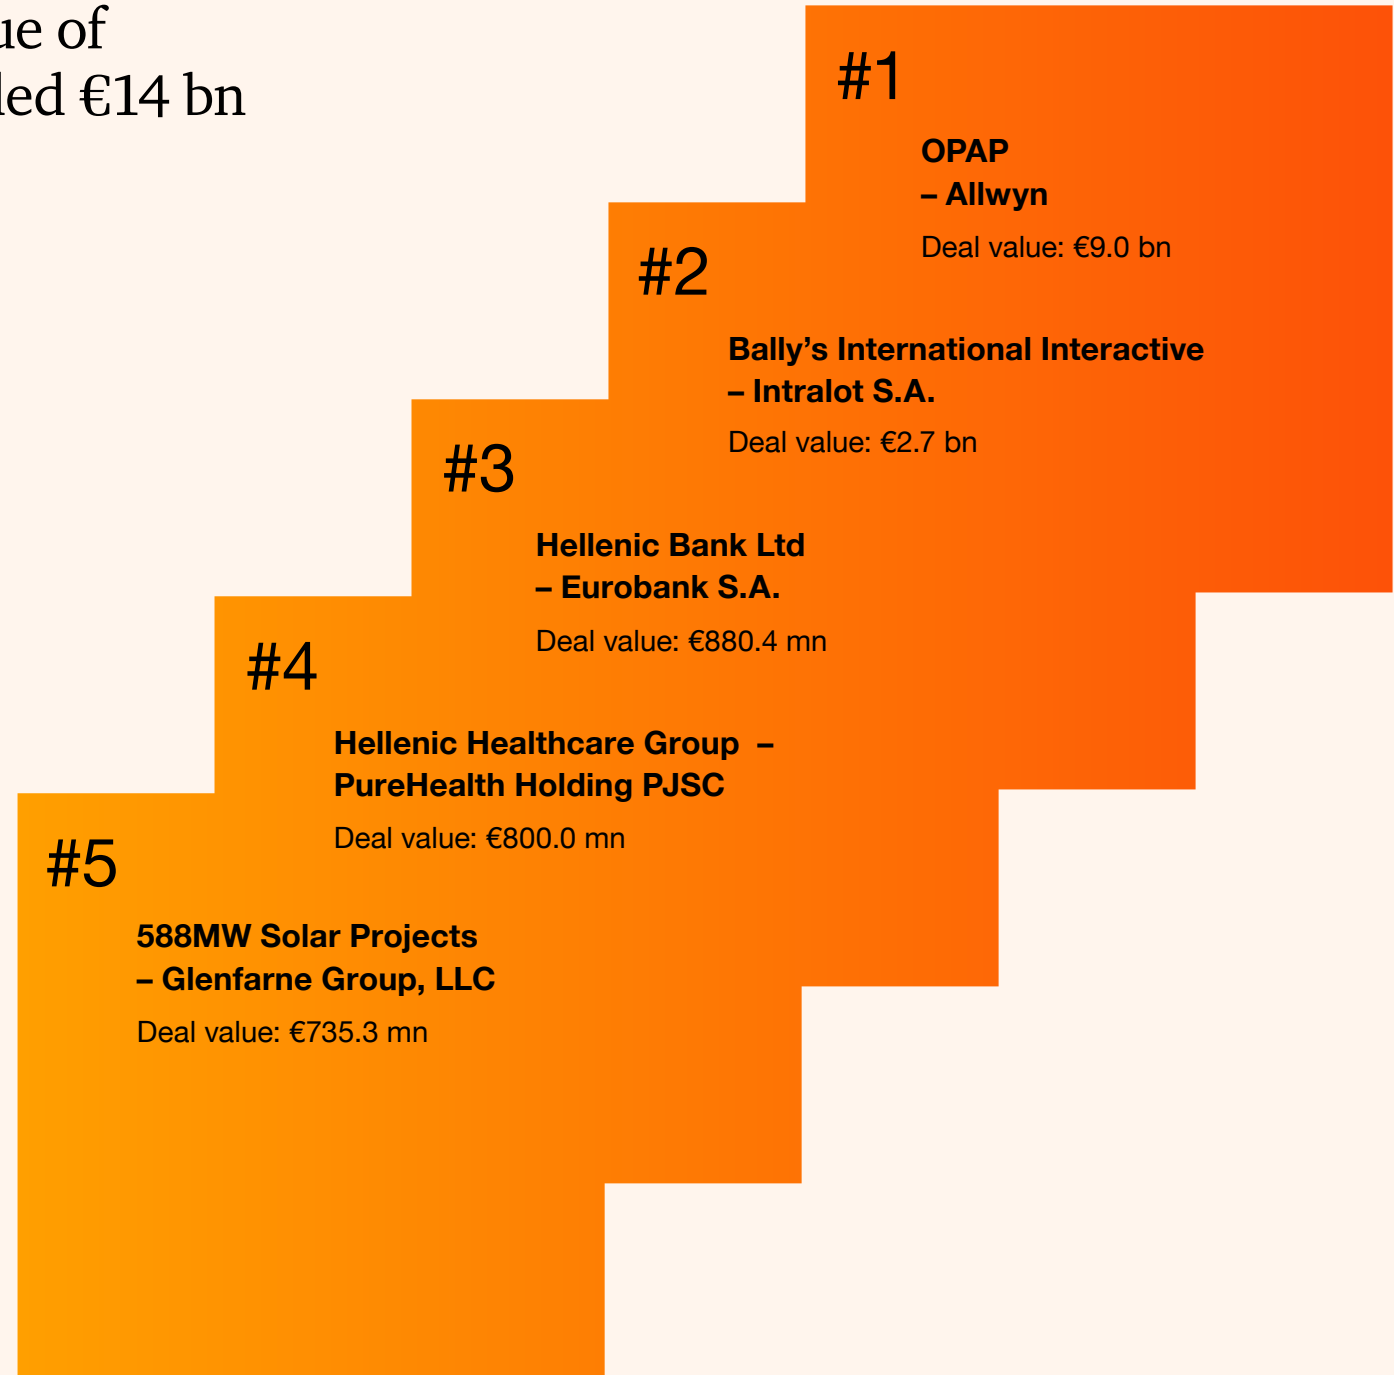 ue of
led €14 bn
#1
OPAP
– Allwyn
Deal value: €9.0 bn
#2
Bally’s International Interactive
– Intralot S.A.
Deal value: €2.7 bn
#3
Hellenic Bank Ltd
– Eurobank S.A.
Deal value: €880.4 mn
#4
Hellenic Healthcare Group –
PureHealth Holding PJSC
Deal value: €800.0 mn
#5
588MW Solar Projects
– Glenfarne Group, LLC
Deal value: €735.3 mn